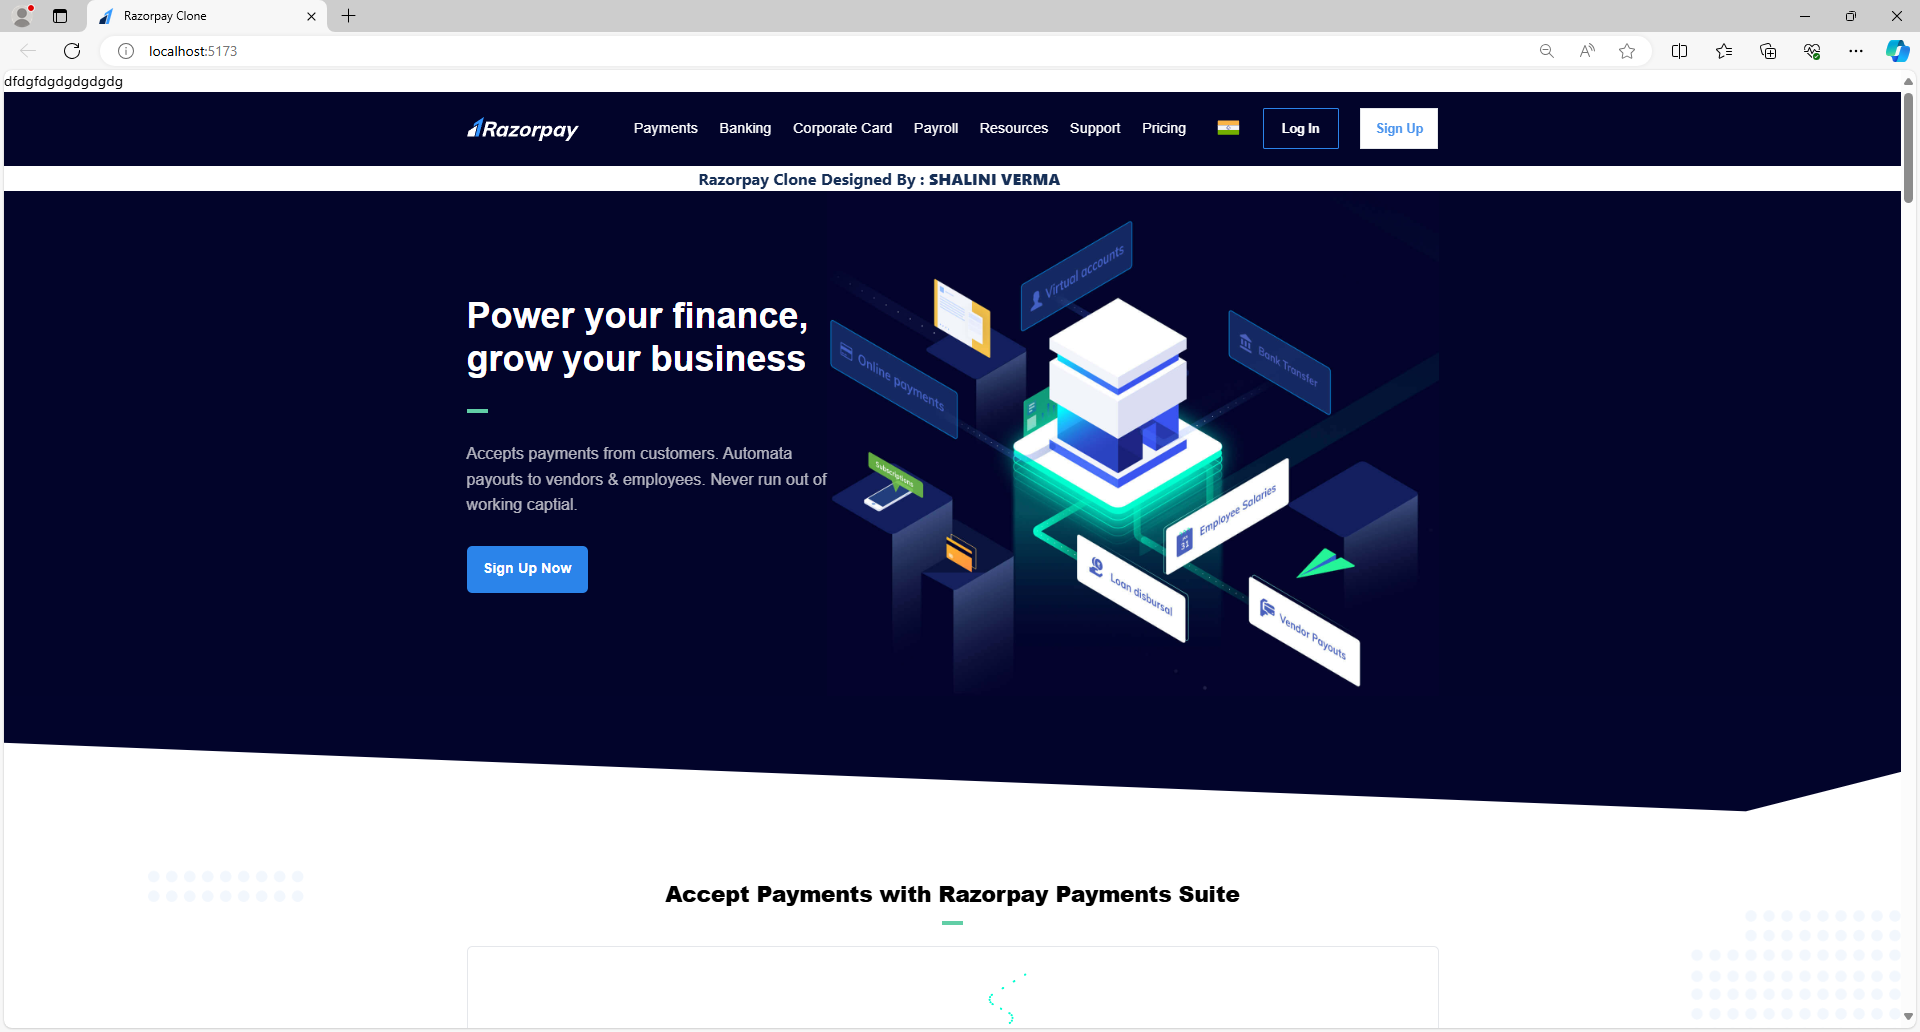 Razorpay Clone
localhost:5173
dfdgfdgdgdgdgdg
Razorpay
Payments Banking Corporate Card Payroll Resources Support Pricing Log In Sign Up
Razorpay Clone Designed By : SHALINI VERMA
Power your finance,
grow your business
Accepts payments from customers. Automata
payouts to vendors & employees. Never run out of
working captial.
Sign Up Now
Virtual accounts
Online payments
Bank Transfer
Subscriptions
Employee Salaries
31
Loan disbursal
Vendor Payouts
Accept Payments with Razorpay Payments Suite